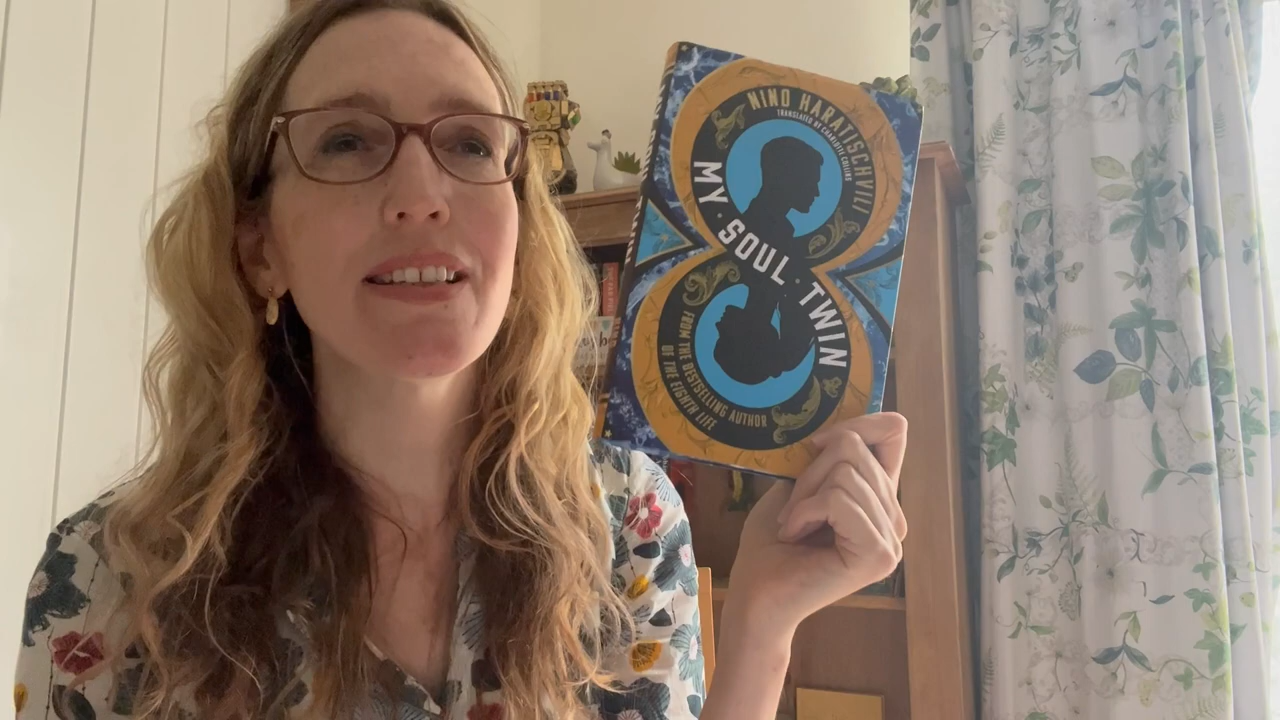 NINO HARATISCHVILI
TRANSLATED BY CHARLOTTE COLLINS
MY · SOUL · TWIN
FROM THE BESTSELLING AUTHOR
OF THE EIGHTH LIFE